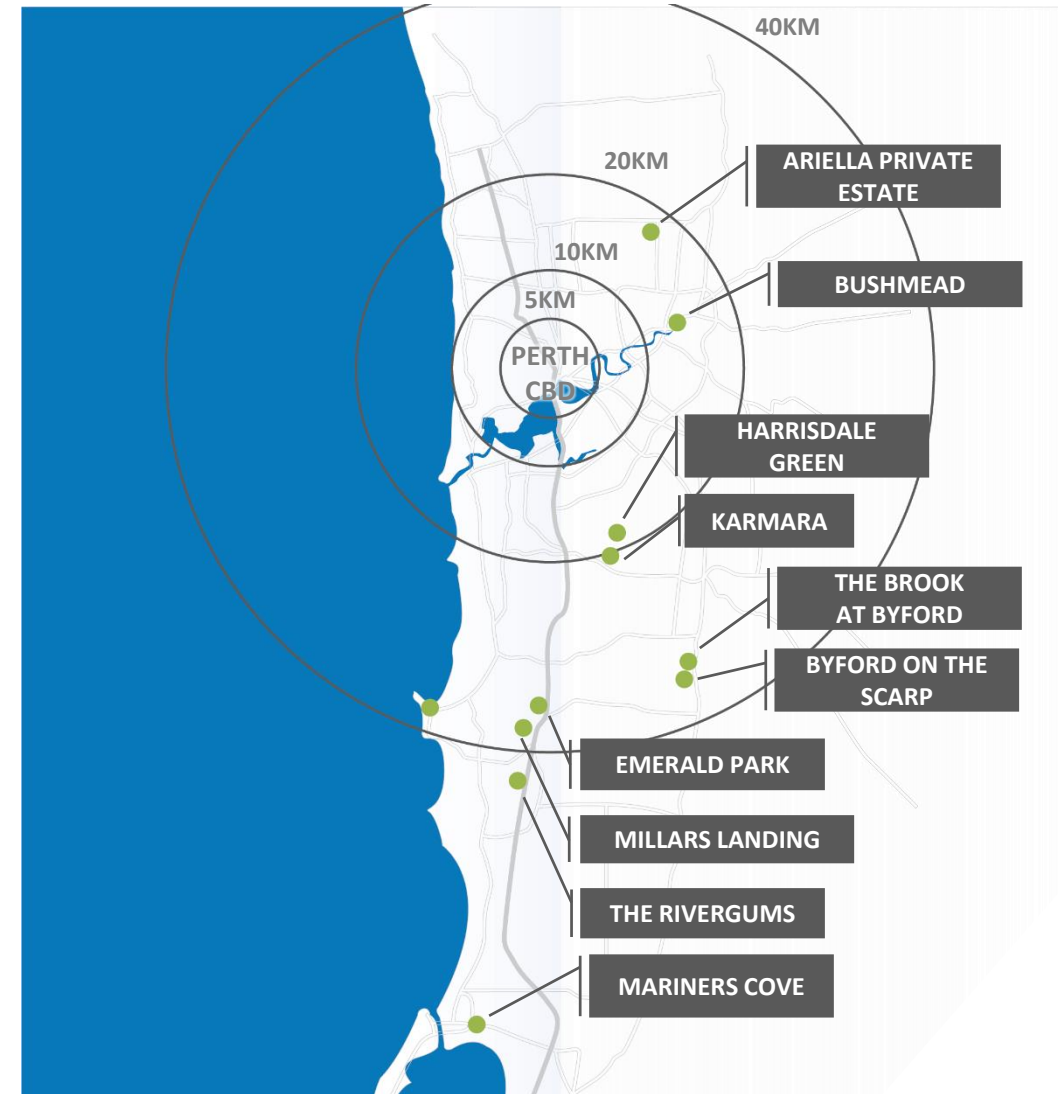 40KM
ARIELLA PRIVATE
ESTATE
20KM
10KM
BUSHMEAD
5KM
PERTH
CBD
HARRISDALE
GREEN
KARMARA
THE BROOK
AT BYFORD
BYFORD ON THE
SCARP
EMERALD PARK
MILLARS LANDING
THE RIVERGUMS
MARINERS COVE